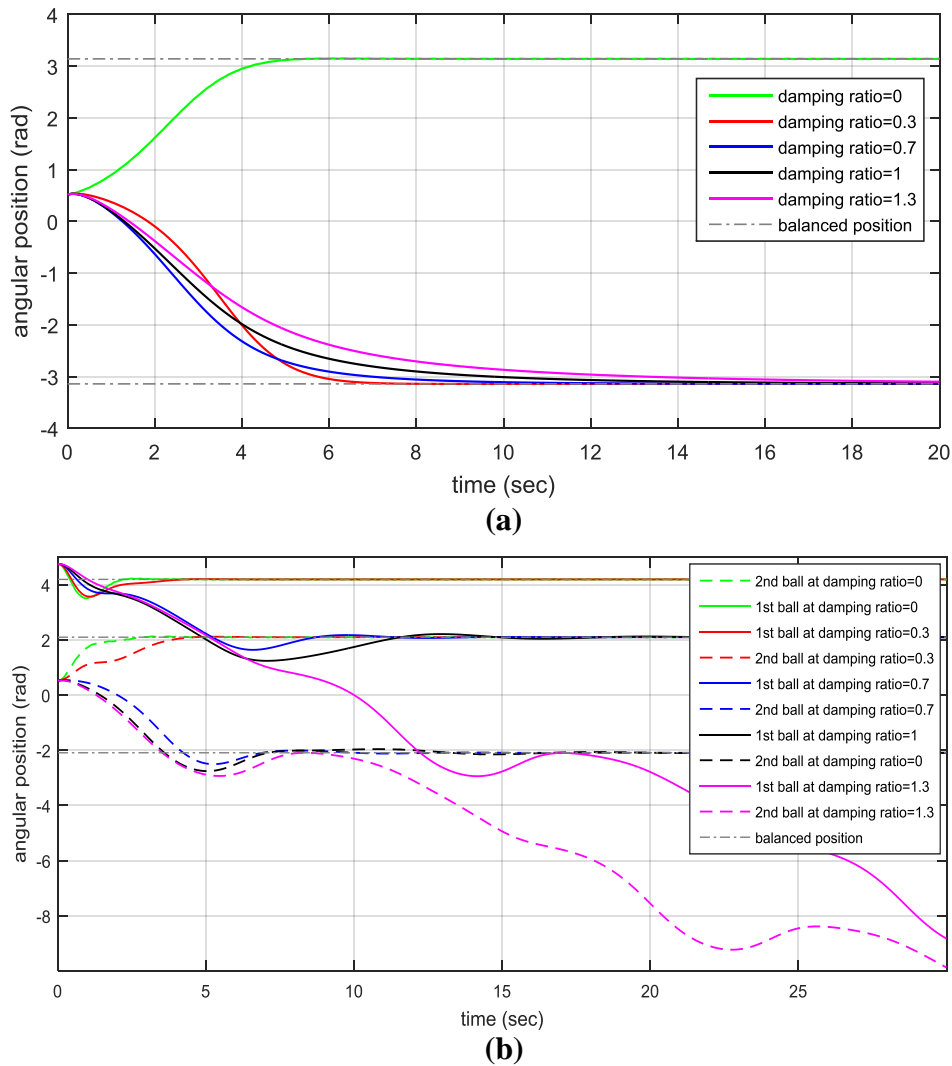 4
3
2
1
0
-1
-2
-3
-4
angular position (rad)
damping ratio=0
damping ratio=0.3
damping ratio=0.7
damping ratio=1
damping ratio=1.3
balanced position
0 2 4 6 8 10 12 14 16 18 20
time (sec)
(a)
4
2
0
-2
-4
-6
-8
angular position (rad)
2nd ball at damping ratio=0
1st ball at damping ratio=0
1st ball at damping ratio=0.3
2nd ball at damping ratio=0.3
1st ball at damping ratio=0.7
2nd ball at damping ratio=0.7
1st ball at damping ratio=1
2nd ball at damping ratio=0
1st ball at damping ratio=1.3
2nd ball at damping ratio=1.3
balanced position
0 5 10 15 20 25
time (sec)
(b)